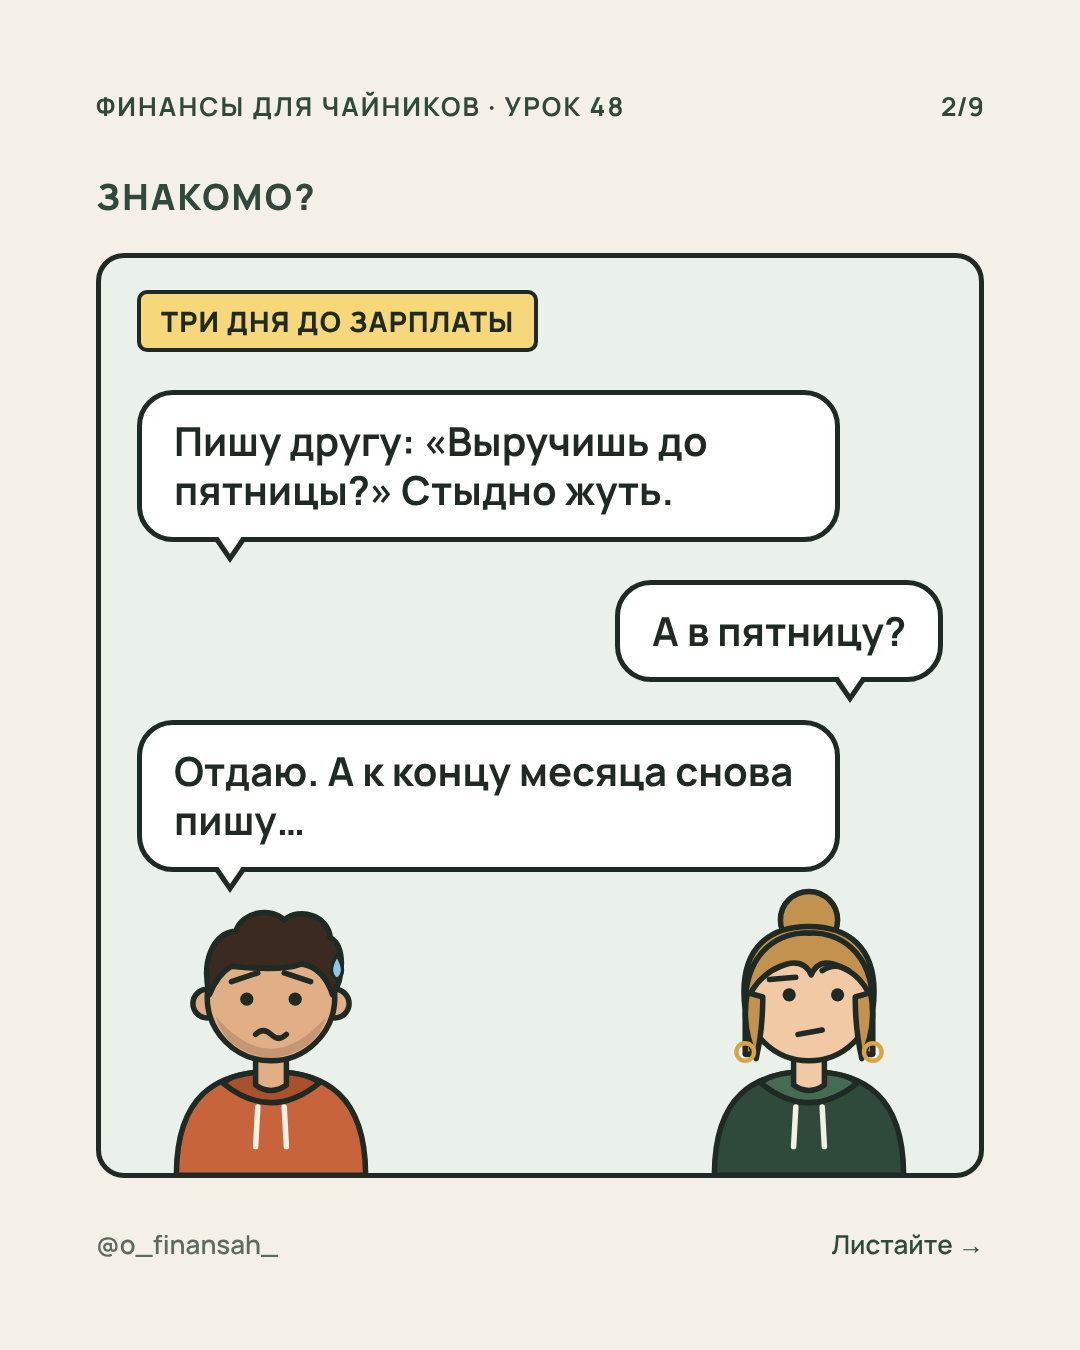 ФИНАНСЫ ДЛЯ ЧАЙНИКОВ · УРОК 48
2/9
ЗНАКОМО?
ТРИ ДНЯ ДО ЗАРПЛАТЫ
Пишу другу: «Выручишь до
пятницы?» Стыдно жуть.
А в пятницу?
Отдаю. А к концу месяца снова
пишу…
@o_finansah_
Листайте →